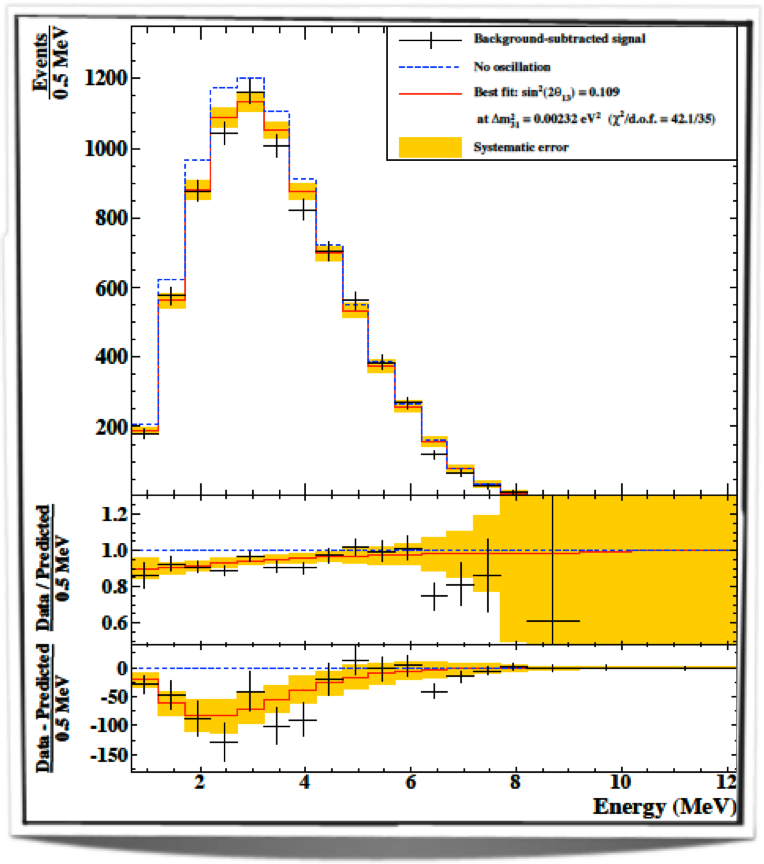 Events
0.5 MeV
Background-subtracted signal
No oscillation
Best fit: sin²(2θ₁₃) = 0.109
at Δm²₃₁ = 0.00232 eV² (χ²/d.o.f. = 42.1/35)
Systematic error
1200
1000
800
600
400
200
Data / Predicted
0.5 MeV
1.2
1.0
0.8
0.6
Data - Predicted
0.5 MeV
0
-50
-100
-150
2 4 6 8 10 12
Energy (MeV)